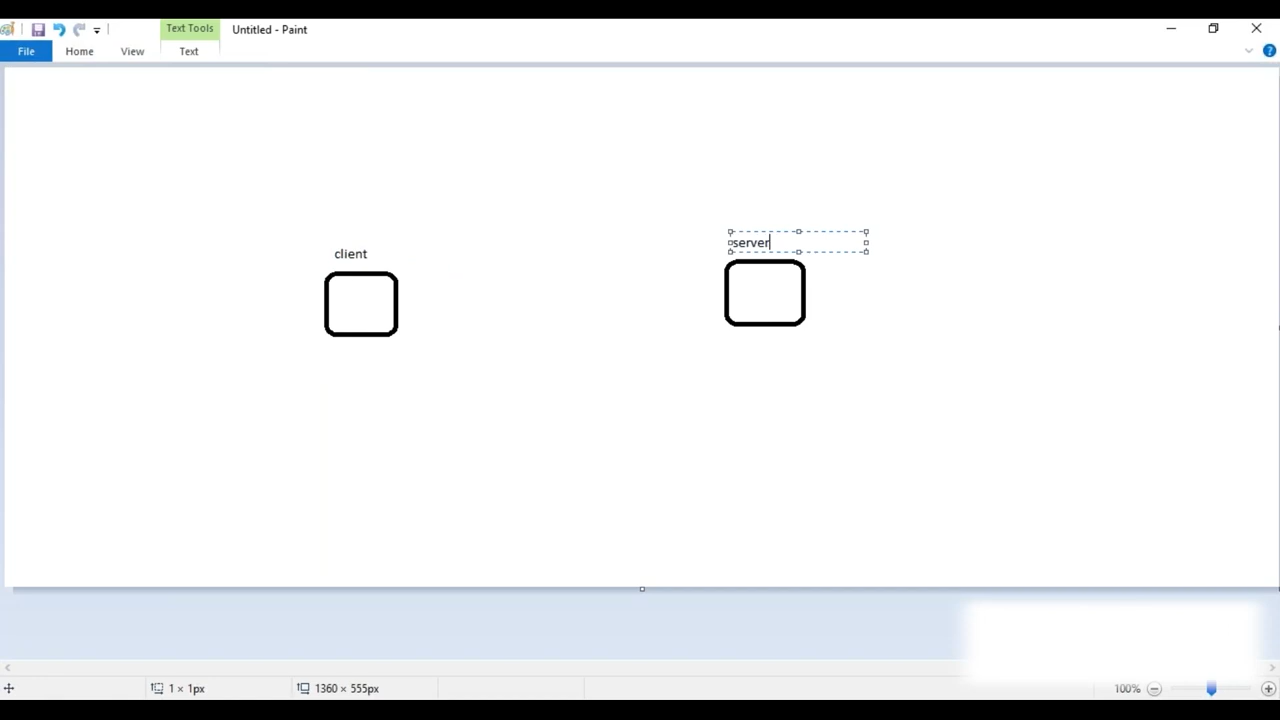 Text Tools
Untitled - Paint
File
Home
View
Text
server
client
1 × 1px
1360 × 555px
100%